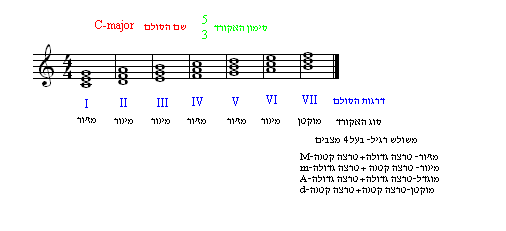 C-major שם הסולם
5
3 סימון האקורד
4
4
I II III IV V VI VII דרגות הסולם
מז'ור מינור מינור מז'ור מז'ור מינור מוקטן סוג האקורד
משולש רגיל- בעל 4 מצבים
M-מז'ור- טרצה גדולה+טרצה קטנה
m-מינור- טרצה קטנה+טרצה גדולה
A-מוגדל-טרצה גדולה+טרצה גדולה
d-מוקטן-טרצה קטנה+טרצה קטנה